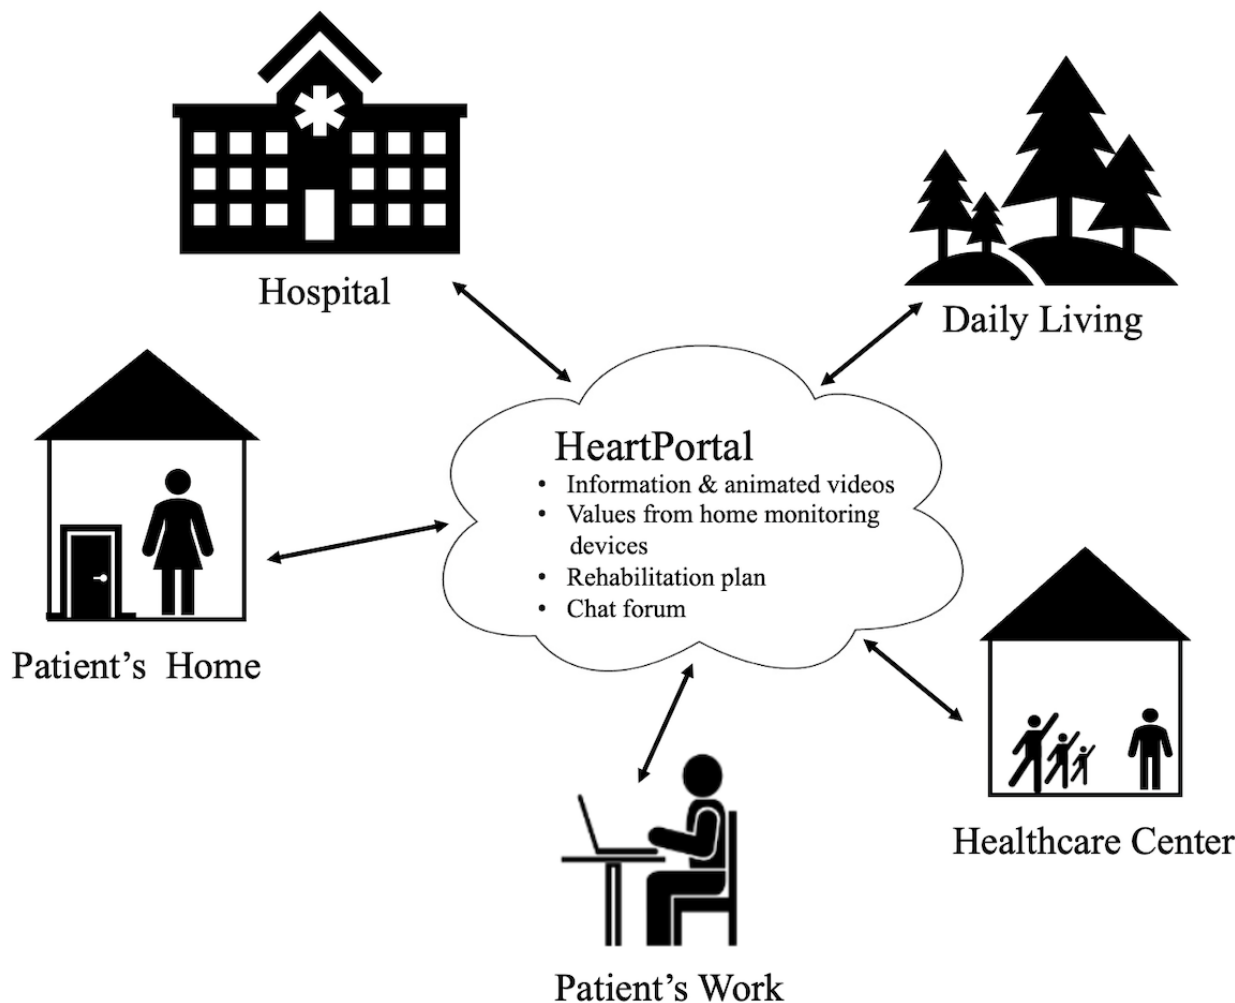 Hospital
Daily Living
HeartPortal
• Information & animated videos
• Values from home monitoring
devices
• Rehabilitation plan
• Chat forum
Patient’s Home
Healthcare Center
Patient’s Work